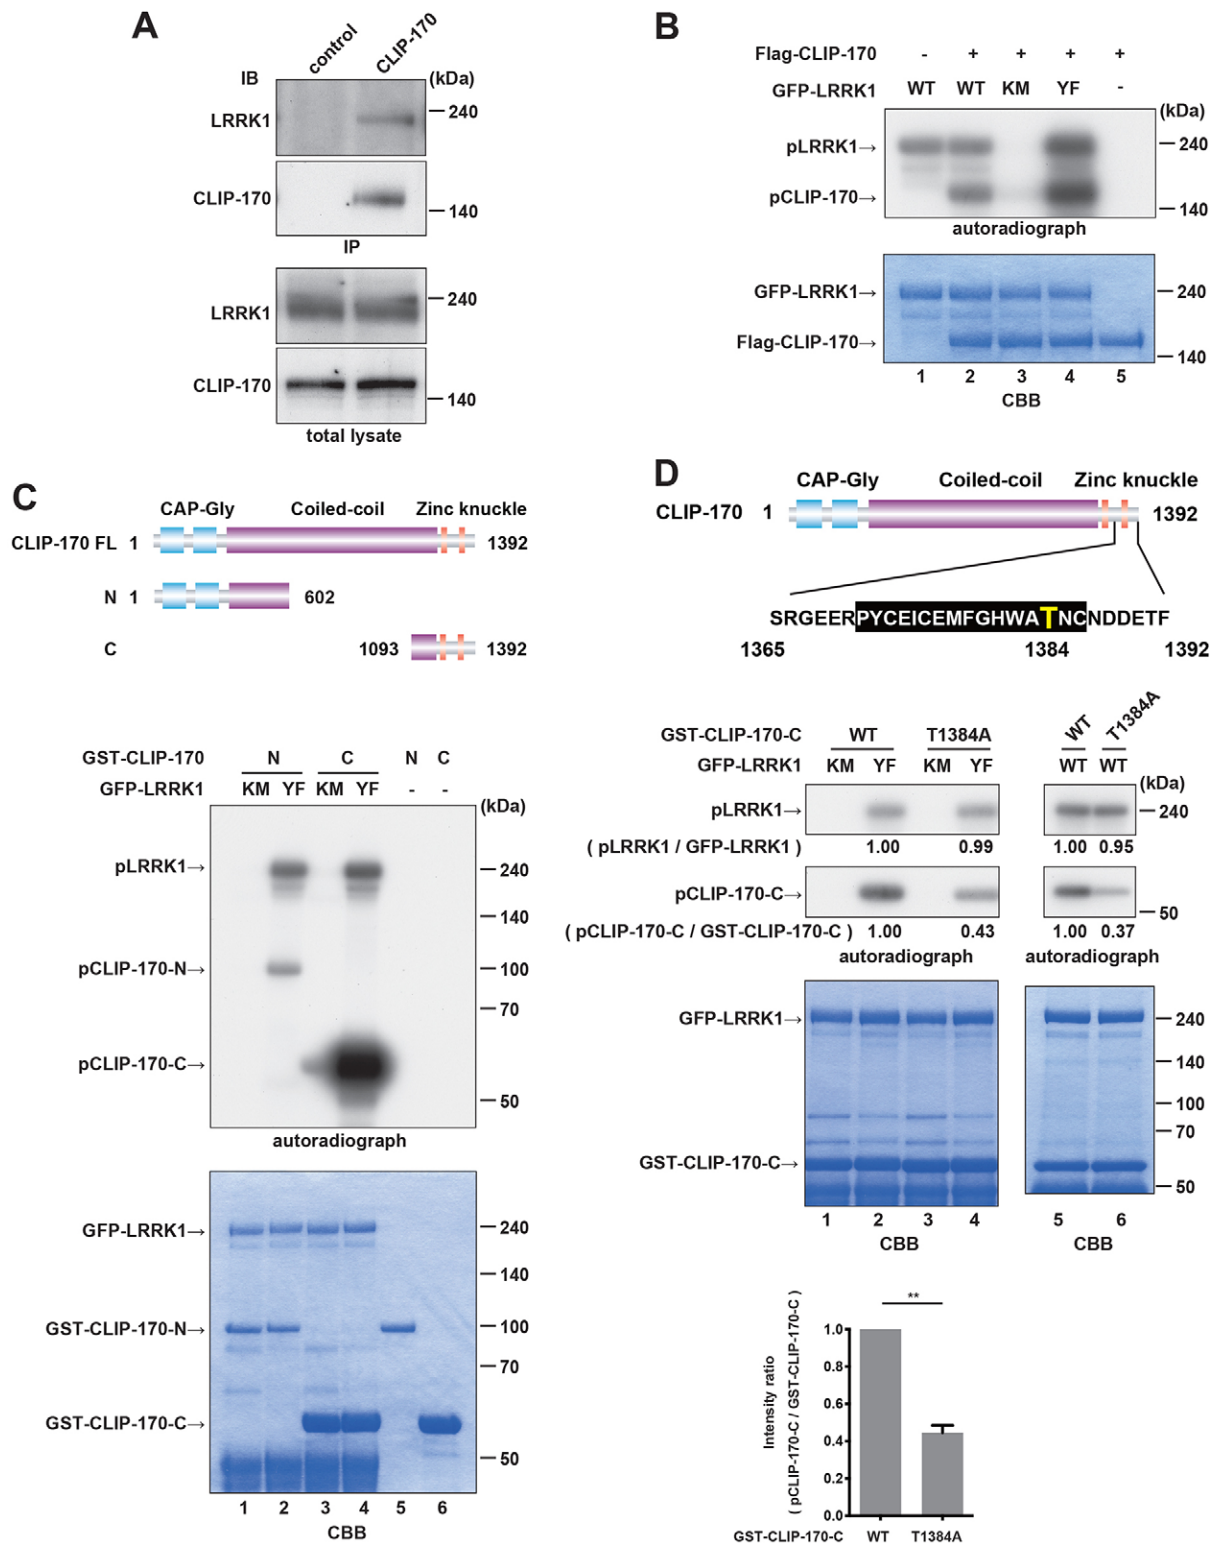 A
control
CLIP-170
IB
(kDa)
LRRK1
240
CLIP-170
140
IP
LRRK1
240
CLIP-170
140
total lysate
B
Flag-CLIP-170 - + + + +
GFP-LRRK1 WT WT KM YF -
(kDa)
pLRRK1→
240
pCLIP-170→
140
autoradiograph
GFP-LRRK1→
240
Flag-CLIP-170→
140
1 2 3 4 5
CBB
C
CAP-Gly Coiled-coil Zinc knuckle
CLIP-170 FL 1 1392
N 1 602
C 1093 1392
GST-CLIP-170 N C N C
GFP-LRRK1 KM YF KM YF - -
(kDa)
pLRRK1→
240
140
pCLIP-170-N→
100
70
pCLIP-170-C→
50
autoradiograph
GFP-LRRK1→
240
140
GST-CLIP-170-N→
100
70
GST-CLIP-170-C→
50
1 2 3 4 5 6
CBB
D
CAP-Gly Coiled-coil Zinc knuckle
CLIP-170 1 1392
SRGEERPYCEICEMFGHWATNCNDDETF
1365 1384 1392
GST-CLIP-170-C WT T1384A WT T1384A
GFP-LRRK1 KM YF KM YF WT WT
(kDa)
pLRRK1→
240
( pLRRK1 / GFP-LRRK1 ) 1.00 0.99 1.00 0.95
pCLIP-170-C→
50
( pCLIP-170-C / GST-CLIP-170-C ) 1.00 0.43 1.00 0.37
autoradiograph autoradiograph
GFP-LRRK1→
240
140
100
70
GST-CLIP-170-C→
50
1 2 3 4 5 6
CBB CBB
Intensity ratio
( pCLIP-170-C / GST-CLIP-170-C )
**
1.0
0.8
0.6
0.4
0.2
0.0
GST-CLIP-170-C WT T1384A